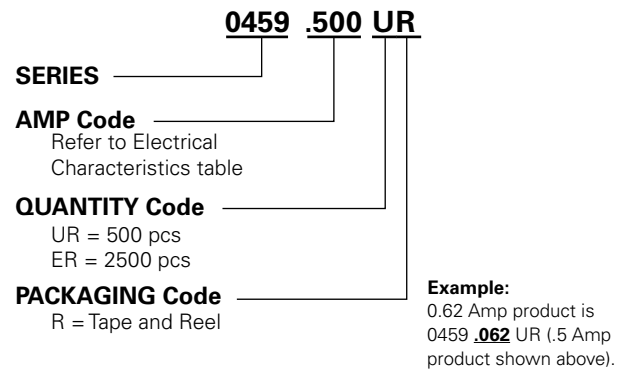 0459 .500 UR
SERIES
AMP Code
Refer to Electrical
Characteristics table
QUANTITY Code
UR = 500 pcs
ER = 2500 pcs
PACKAGING Code
R = Tape and Reel
Example:
0.62 Amp product is
0459 .062 UR (.5 Amp
product shown above).